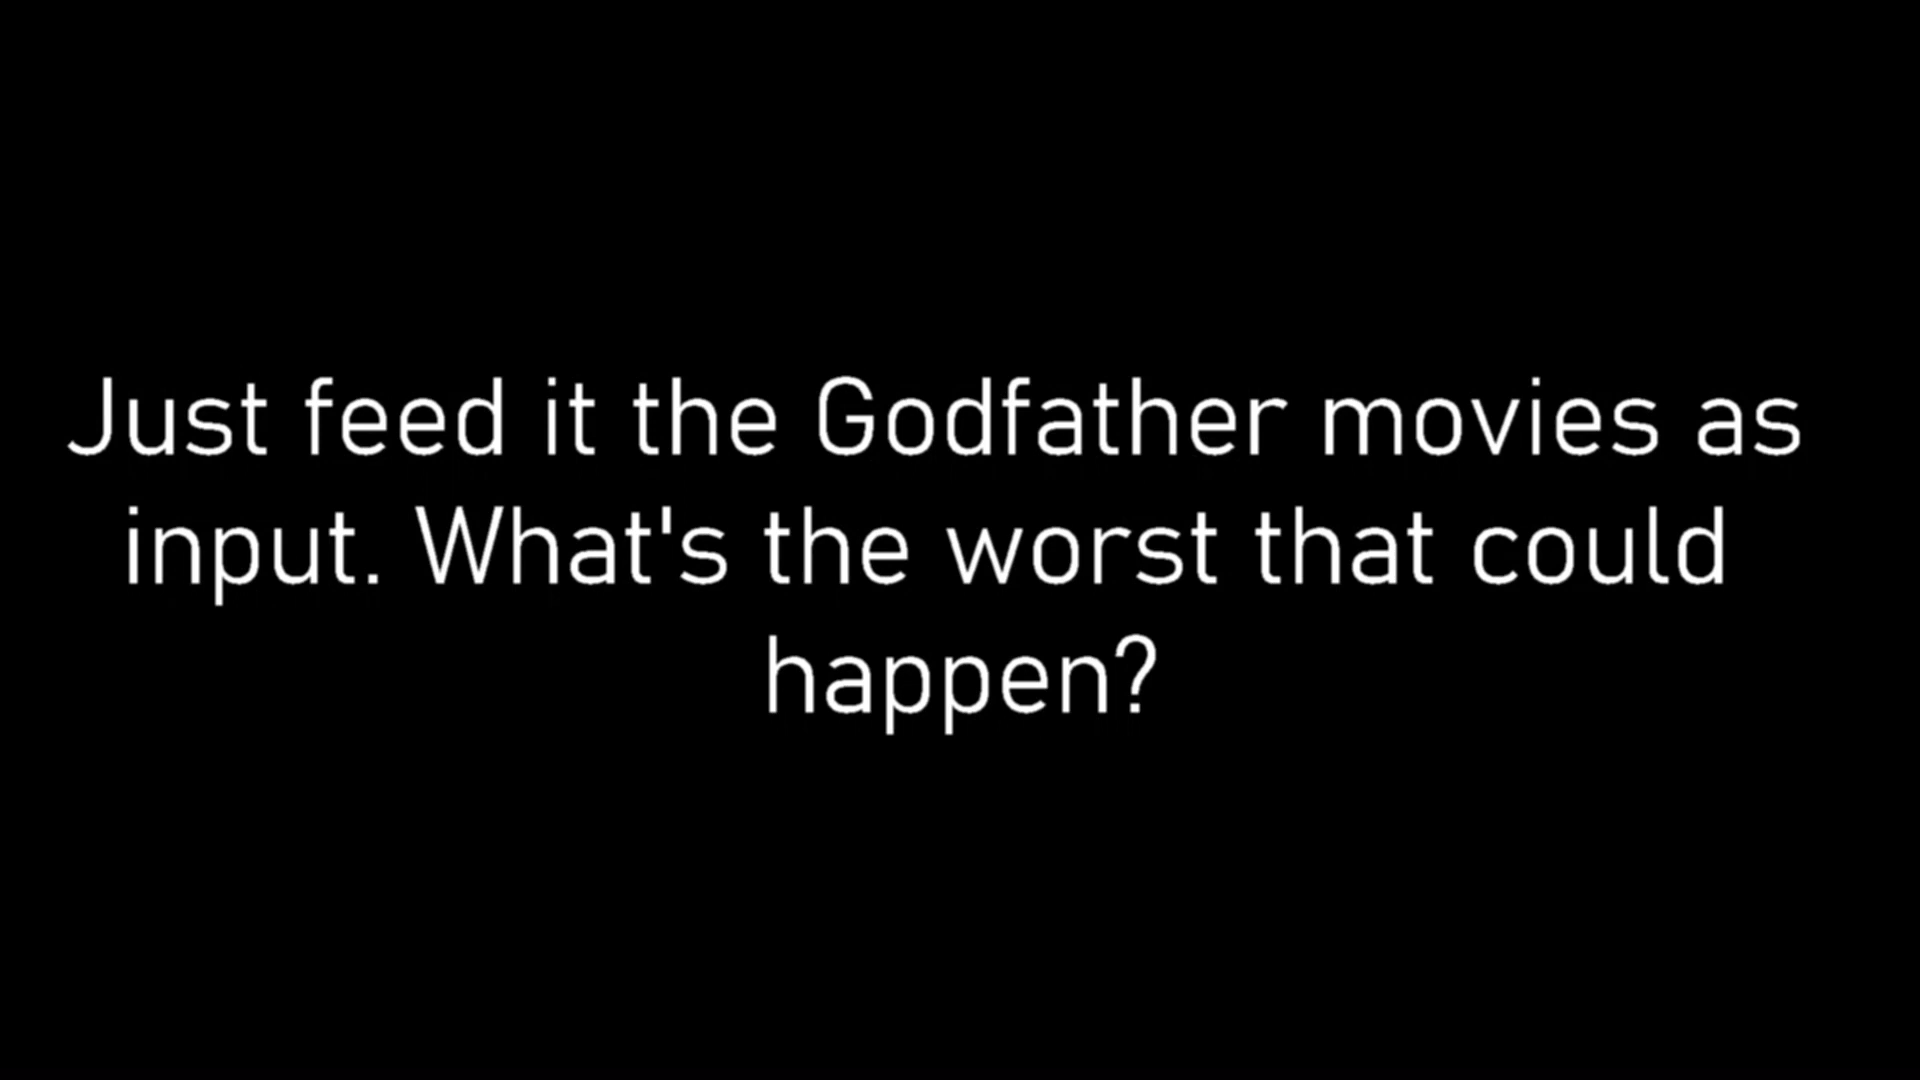 Just feed it the Godfather movies as
input. What's the worst that could
happen?